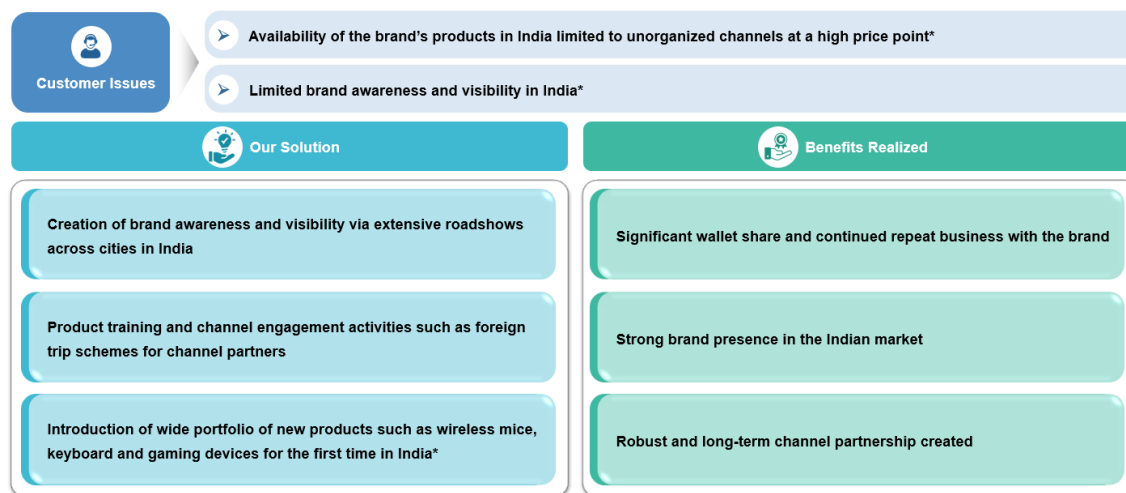 Customer Issues
Availability of the brand’s products in India limited to unorganized channels at a high price point*
Limited brand awareness and visibility in India*
Our Solution
Creation of brand awareness and visibility via extensive roadshows
across cities in India
Product training and channel engagement activities such as foreign
trip schemes for channel partners
Introduction of wide portfolio of new products such as wireless mice,
keyboard and gaming devices for the first time in India*
Benefits Realized
Significant wallet share and continued repeat business with the brand
Strong brand presence in the Indian market
Robust and long-term channel partnership created